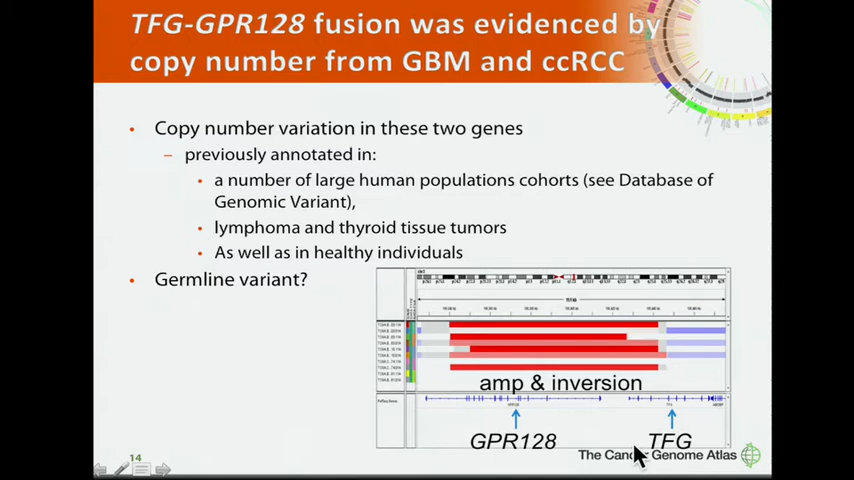 TFG-GPR128 fusion was evidenced by
copy number from GBM and ccRCC
• Copy number variation in these two genes
– previously annotated in:
• a number of large human populations cohorts (see Database of
Genomic Variant),
• lymphoma and thyroid tissue tumors
• As well as in healthy individuals
• Germline variant?
amp & inversion
GPR128
TFG
GPR128 TFG
14
The Cancer Genome Atlas